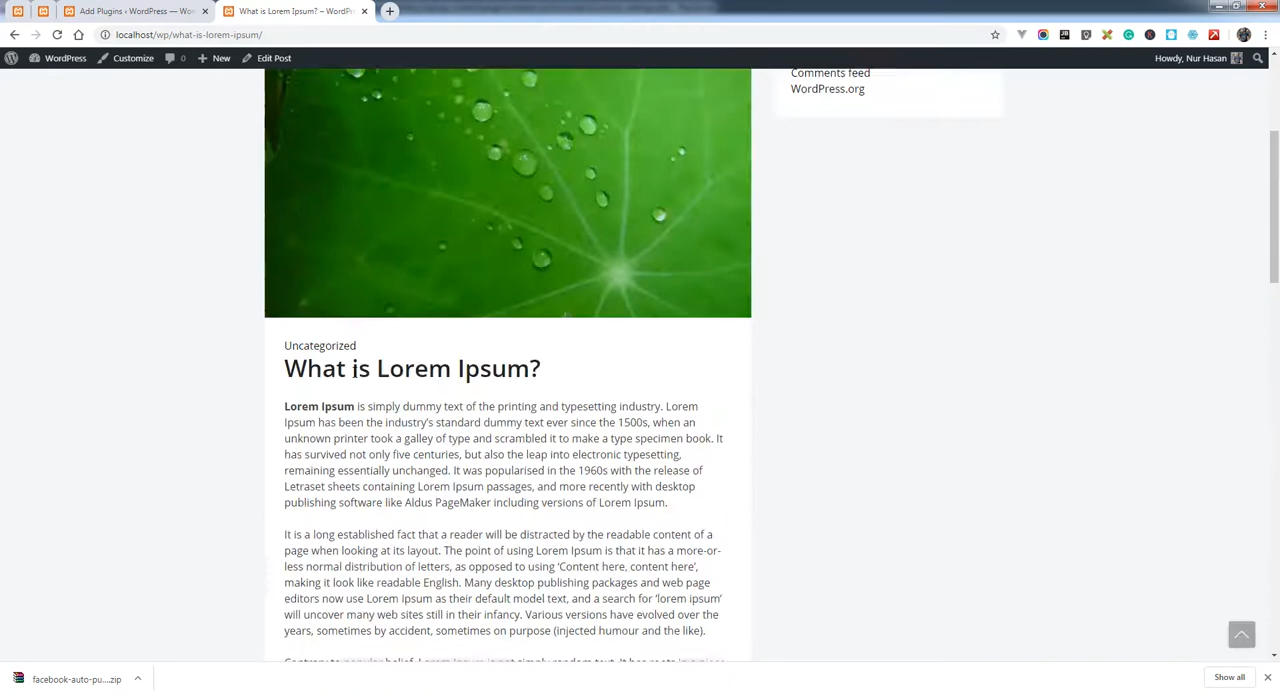 Add Plugins ‹ WordPress — Wo
What is Lorem Ipsum? – WordPr
localhost/wp/what-is-lorem-ipsum/
WordPress Customize 0 New Edit Post Howdy, Nur Hasan
Comments feed
WordPress.org
Uncategorized
What is Lorem Ipsum?
Lorem Ipsum is simply dummy text of the printing and typesetting industry. Lorem
Ipsum has been the industry's standard dummy text ever since the 1500s, when an
unknown printer took a galley of type and scrambled it to make a type specimen book. It
has survived not only five centuries, but also the leap into electronic typesetting,
remaining essentially unchanged. It was popularised in the 1960s with the release of
Letraset sheets containing Lorem Ipsum passages, and more recently with desktop
publishing software like Aldus PageMaker including versions of Lorem Ipsum.
It is a long established fact that a reader will be distracted by the readable content of a
page when looking at its layout. The point of using Lorem Ipsum is that it has a more-or-
less normal distribution of letters, as opposed to using ‘Content here, content here’,
making it look like readable English. Many desktop publishing packages and web page
editors now use Lorem Ipsum as their default model text, and a search for ‘lorem ipsum’
will uncover many web sites still in their infancy. Various versions have evolved over the
years, sometimes by accident, sometimes on purpose (injected humour and the like).
facebook-auto-pu....zip
Show all